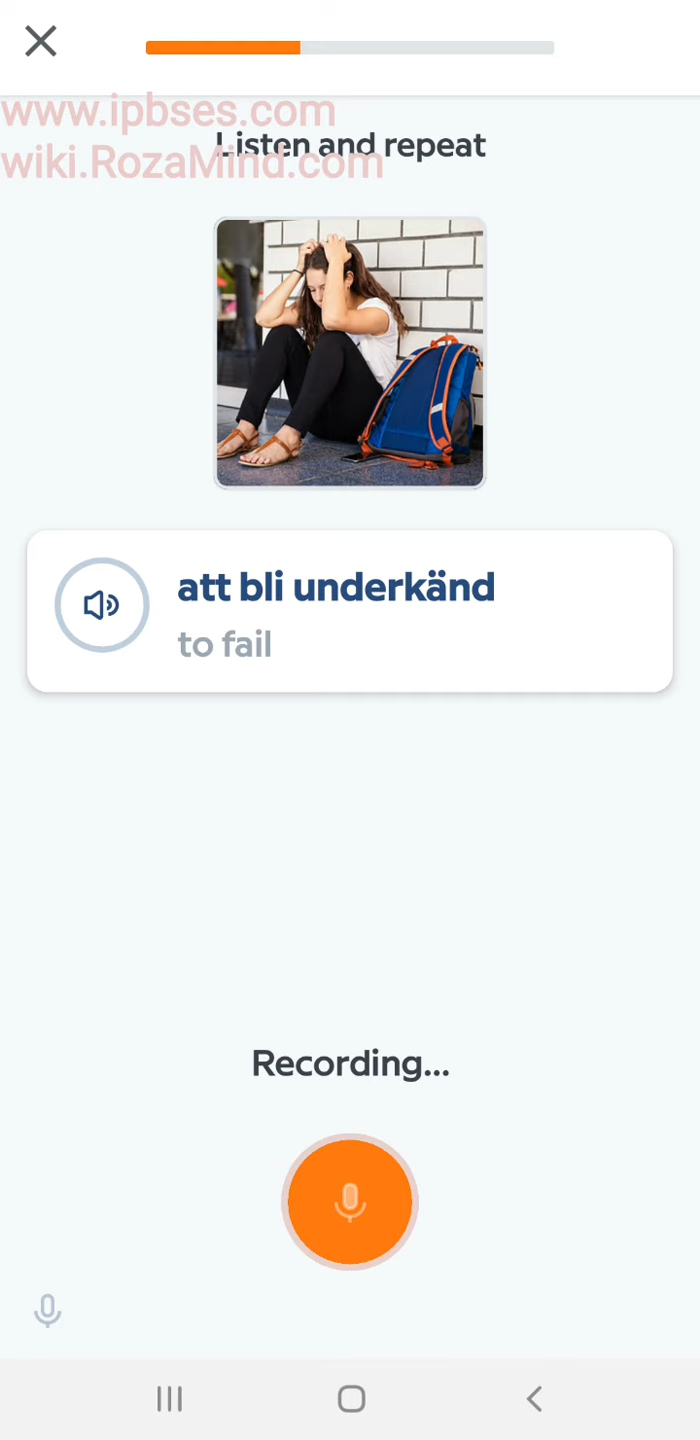 www.ipbses.com
Listen and repeat
wiki.RozaMind.com
att bli underkänd
to fail
Recording...